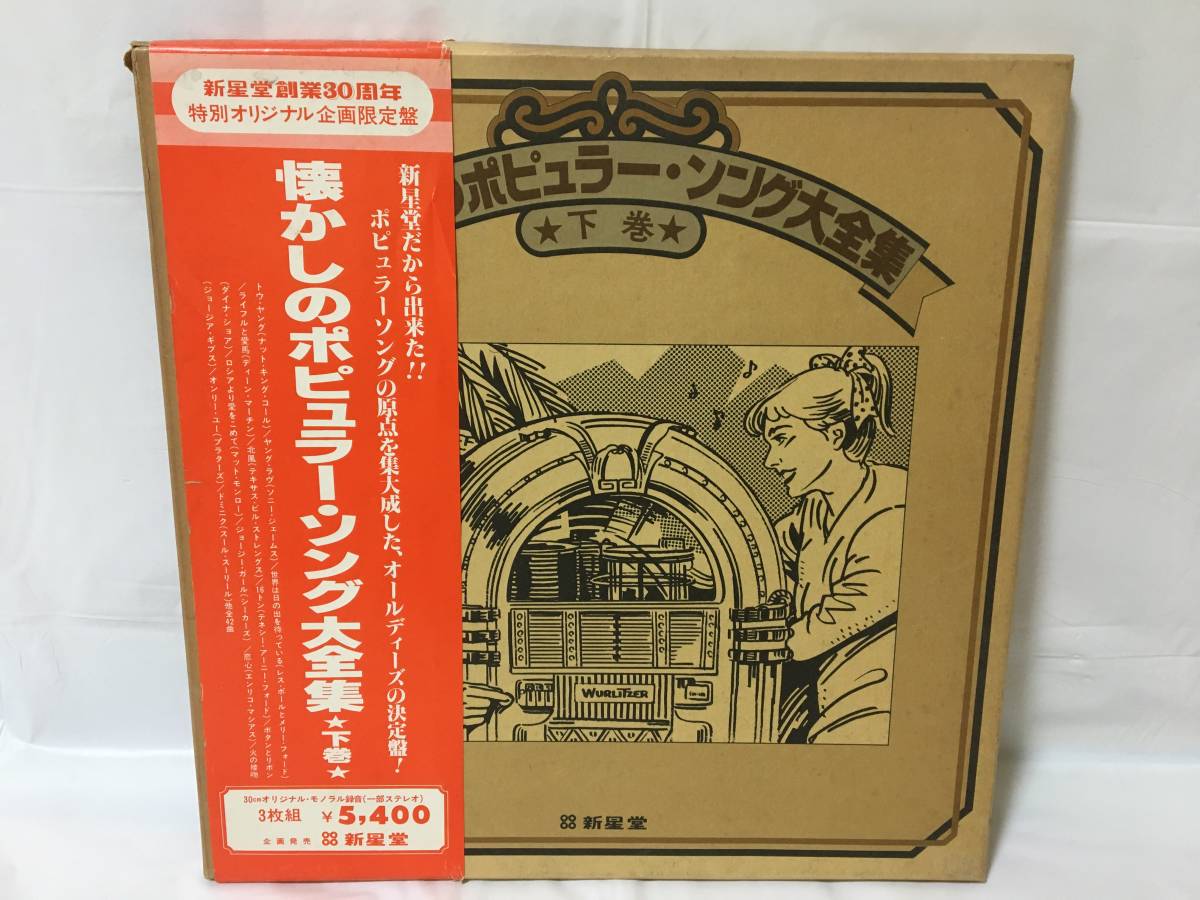 新星堂創業30周年
特別オリジナル企画限定盤
新星堂だから出来た!!
ポピュラーソングの原点を集大成した、オールディーズの決定盤!
懐かしのポピュラー・ソング大全集★下巻★
トウ・ヤング(ナット・キング・コール)/ヤング・ラヴ(ソニー・ジェームス)/世界は日の出を待っている(レス・ポールとメリー・フォード)
/ライフルと愛馬(ディーン・マーチン)/北風(テキサス・ビル・ストレングス)/16トン(テネシー・アーニー・フォード)/ボタンとリボン
(ダイナ・ショア)/ロシアより愛をこめて(マット・モンロー)/ジョージー・ガール(シーカーズ)/恋心(エンリコ・マシアス)/火の接吻
(ジョージア・ギブス)/オンリー・ユー(プラターズ)/ドミニク(スール・スーリール)他全42曲
30cmオリジナル・モノラル録音(一部ステレオ)
3枚組 ¥5,400
企画発売 新星堂
のポピュラー・ソング大全集
★下巻★
WURLITZER
新星堂